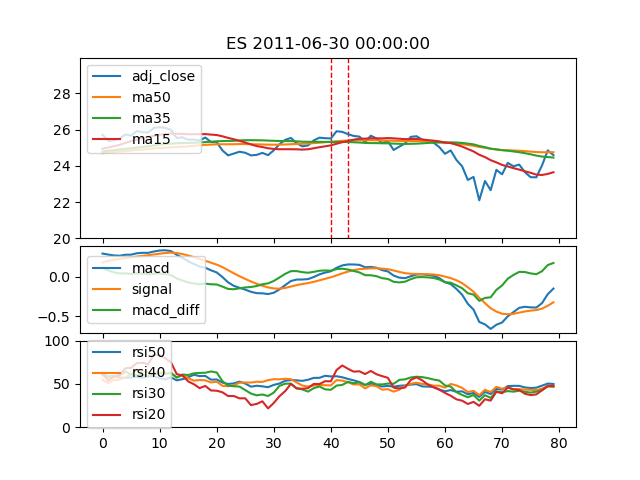 ES 2011-06-30 00:00:00
adj_close
ma50
ma35
ma15
28
26
24
22
20
macd
signal
macd_diff
0.0
−0.5
rsi50
rsi40
rsi30
rsi20
100
50
0
0 10 20 30 40 50 60 70 80